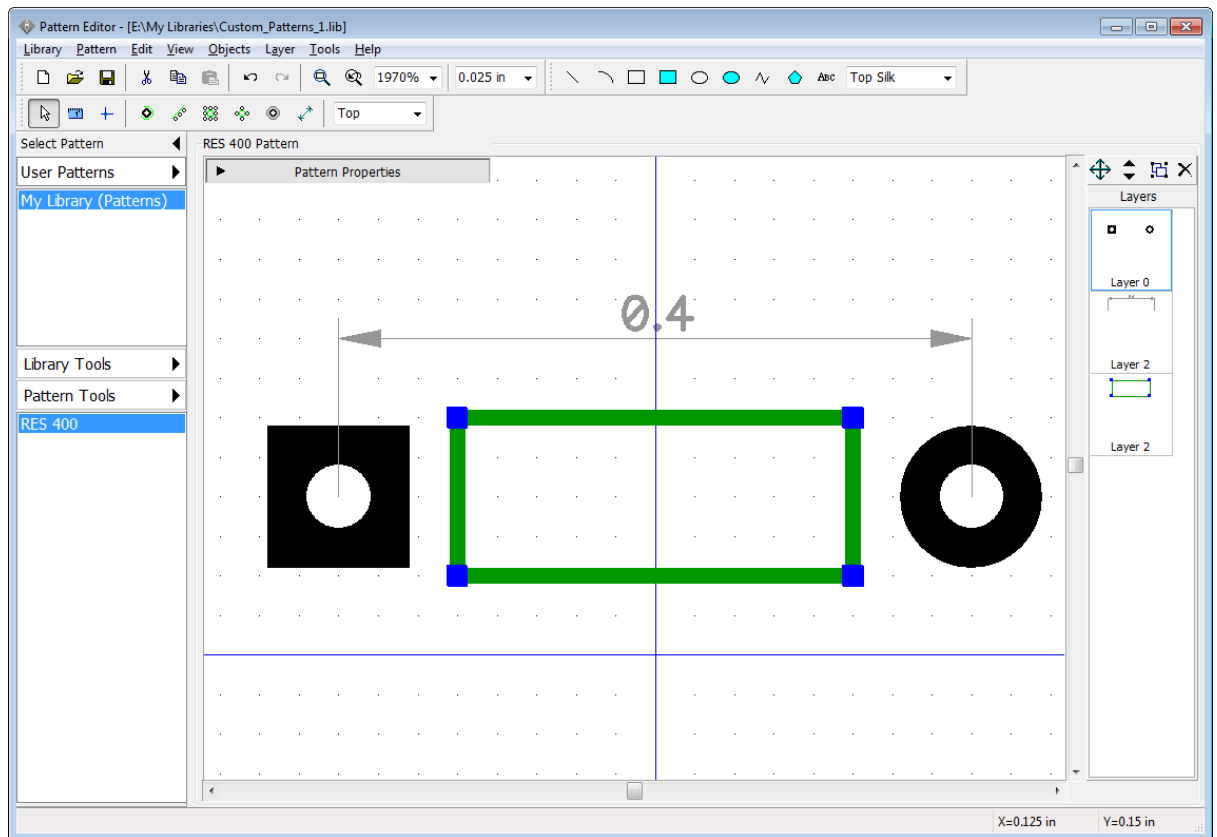 Pattern Editor - [E:\My Libraries\Custom_Patterns_1.lib]
Library Pattern Edit View Objects Layer Tools Help
1970% 0.025 in ABC Top Silk
Top
Select Pattern
RES 400 Pattern
User Patterns
Pattern Properties
My Library (Patterns)
Layers
Layer 0
0.4
Library Tools
Layer 2
Pattern Tools
RES 400
Layer 2
X=0.125 in Y=0.15 in